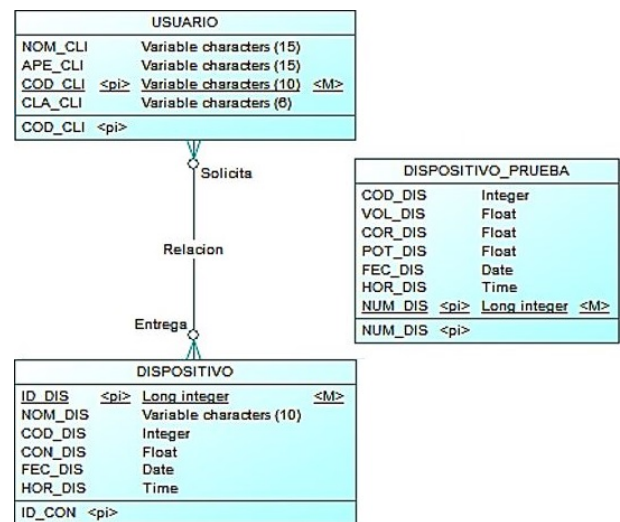 USUARIO
NOM_CLI Variable characters (15)
APE_CLI Variable characters (15)
COD_CLI <pi> Variable characters (10) <M>
CLA_CLI Variable characters (6)
COD_CLI <pi>
Solicita
Relacion
Entrega
DISPOSITIVO_PRUEBA
COD_DIS Integer
VOL_DIS Float
COR_DIS Float
POT_DIS Float
FEC_DIS Date
HOR_DIS Time
NUM_DIS <pi> Long integer <M>
NUM_DIS <pi>
DISPOSITIVO
ID_DIS <pi> Long integer <M>
NOM_DIS Variable characters (10)
COD_DIS Integer
CON_DIS Float
FEC_DIS Date
HOR_DIS Time
ID_CON <pi>